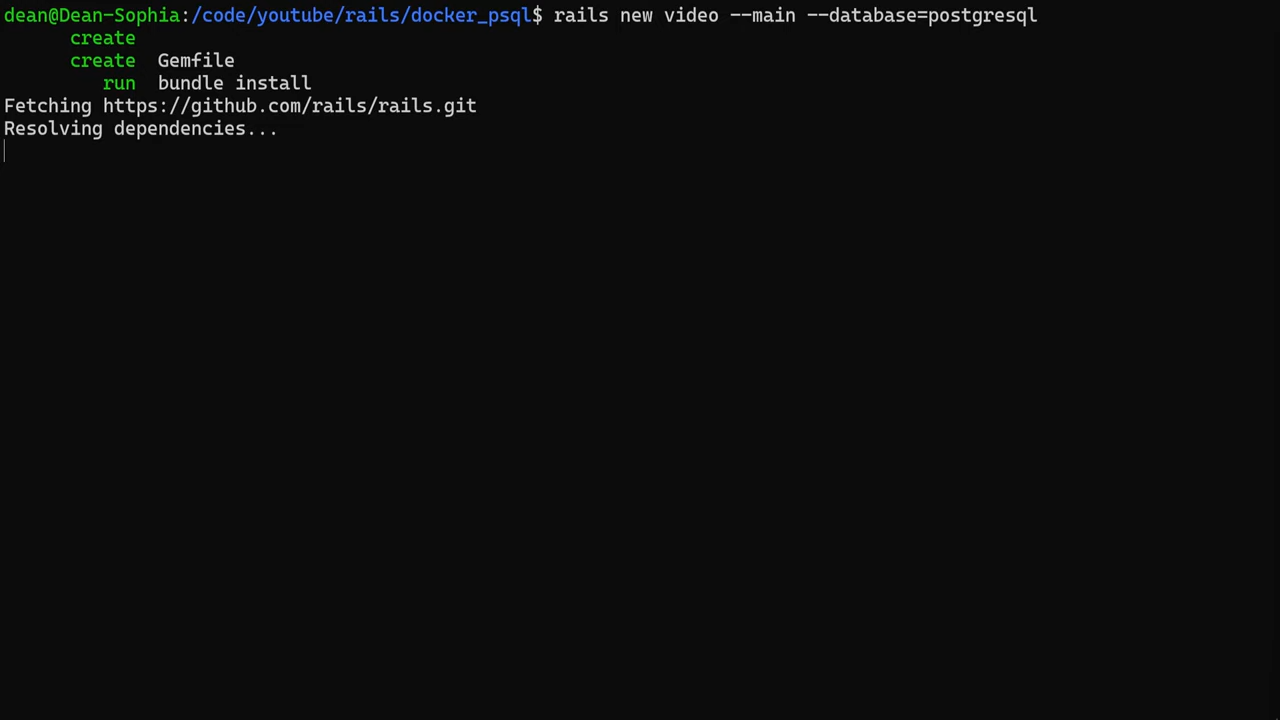 dean@Dean-Sophia:/code/youtube/rails/docker_psql$ rails new video --main --database=postgresql
      create
      create  Gemfile
         run  bundle install
Fetching https://github.com/rails/rails.git
Resolving dependencies...